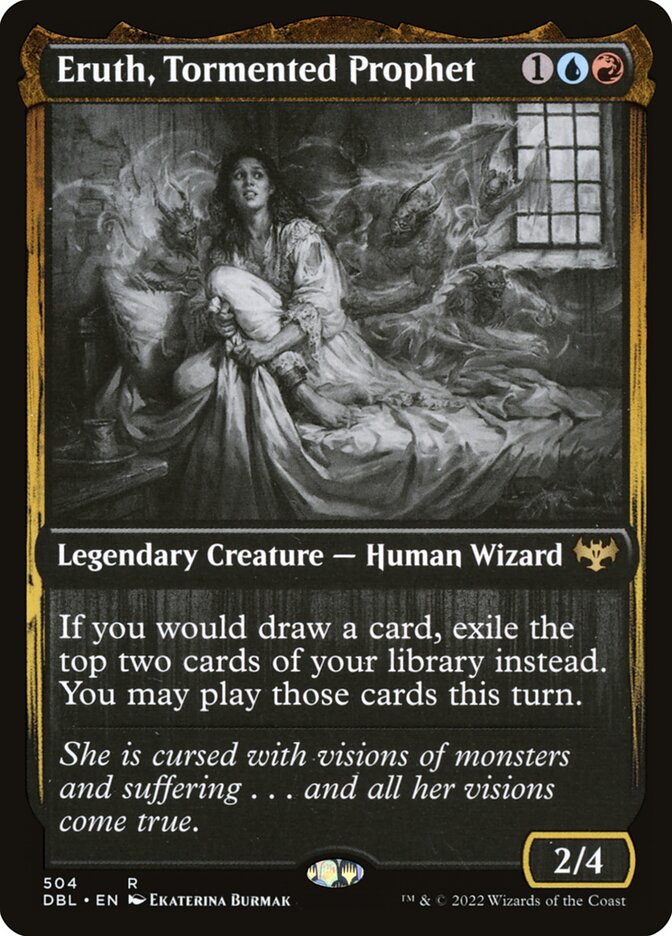 Eruth, Tormented Prophet 1
Legendary Creature — Human Wizard
If you would draw a card, exile the
top two cards of your library instead.
You may play those cards this turn.
She is cursed with visions of monsters
and suffering . . . and all her visions
come true.
2/4
504 R
DBL • EN Ekaterina Burmak ™ & © 2022 Wizards of the Coast